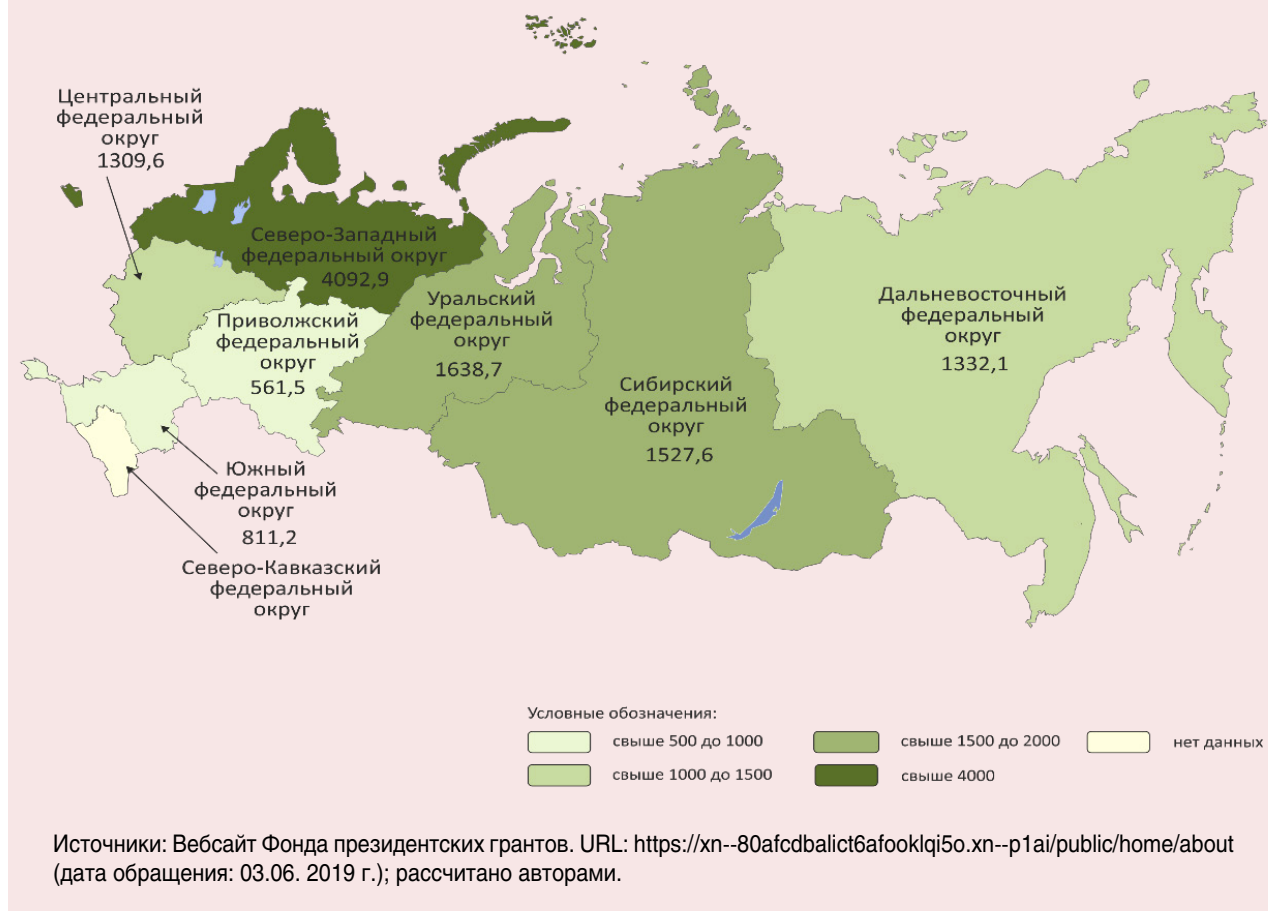 Центральный
федеральный
округ
1309,6
Северо-Западный
федеральный округ
4092,9
Уральский
федеральный
округ
1638,7
Приволжский
федеральный
округ
561,5
Дальневосточный
федеральный
округ
1332,1
Сибирский
федеральный
округ
1527,6
Южный
федеральный
округ
811,2
Северо-Кавказский
федеральный
округ
Условные обозначения:
свыше 500 до 1000
свыше 1000 до 1500
свыше 1500 до 2000
свыше 4000
нет данных
Источники: Вебсайт Фонда президентских грантов. URL: https://xn--80afcdbalict6afooklqi5o.xn--p1ai/public/home/about
(дата обращения: 03.06. 2019 г.); рассчитано авторами.